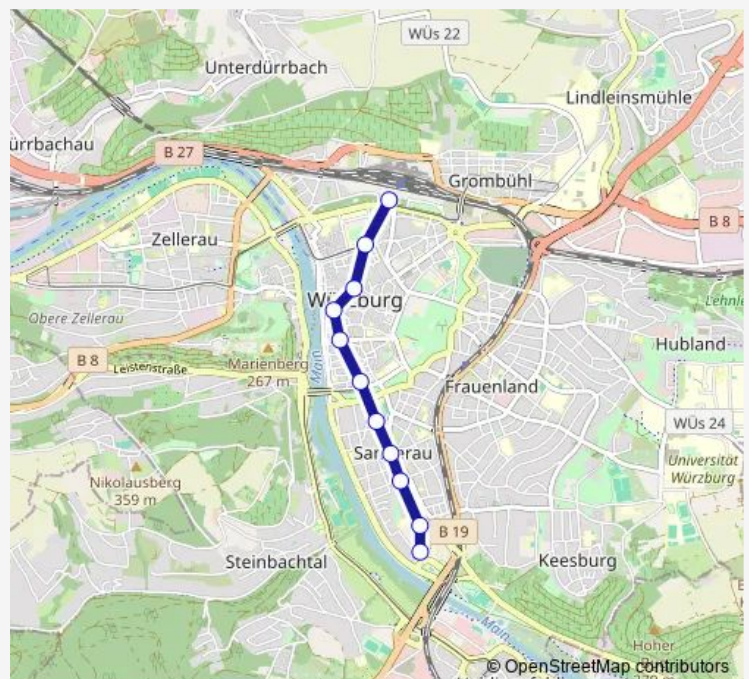 WÜs 22
Unterdürrbach
Lindleinsmühle
ürrbachau
B 27
Grombühl
B 8
Zellerau
Würzburg
Lehnle
Obere Zellerau
Hubland
B 8
Leistenstraße
Marienberg
267 m
Main
Frauenland
WÜs 24
Universität
Würzburg
Nikolausberg
359 m
B 19
Steinbachtal
Keesburg
Main
Hoher
© OpenStreetMap contributors